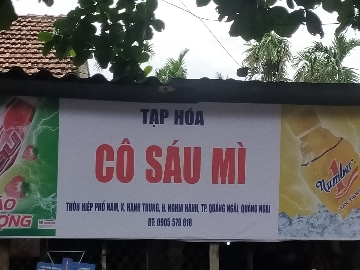 TẠP HÓA
CÔ SÁU MÌ
THÔN HIỆP PHỔ NAM, X. HÀNH TRUNG, H. NGHĨA HÀNH, TP. QUẢNG NGÃI, QUẢNG NGÃI
ĐT: 0905 579 618
Number
1